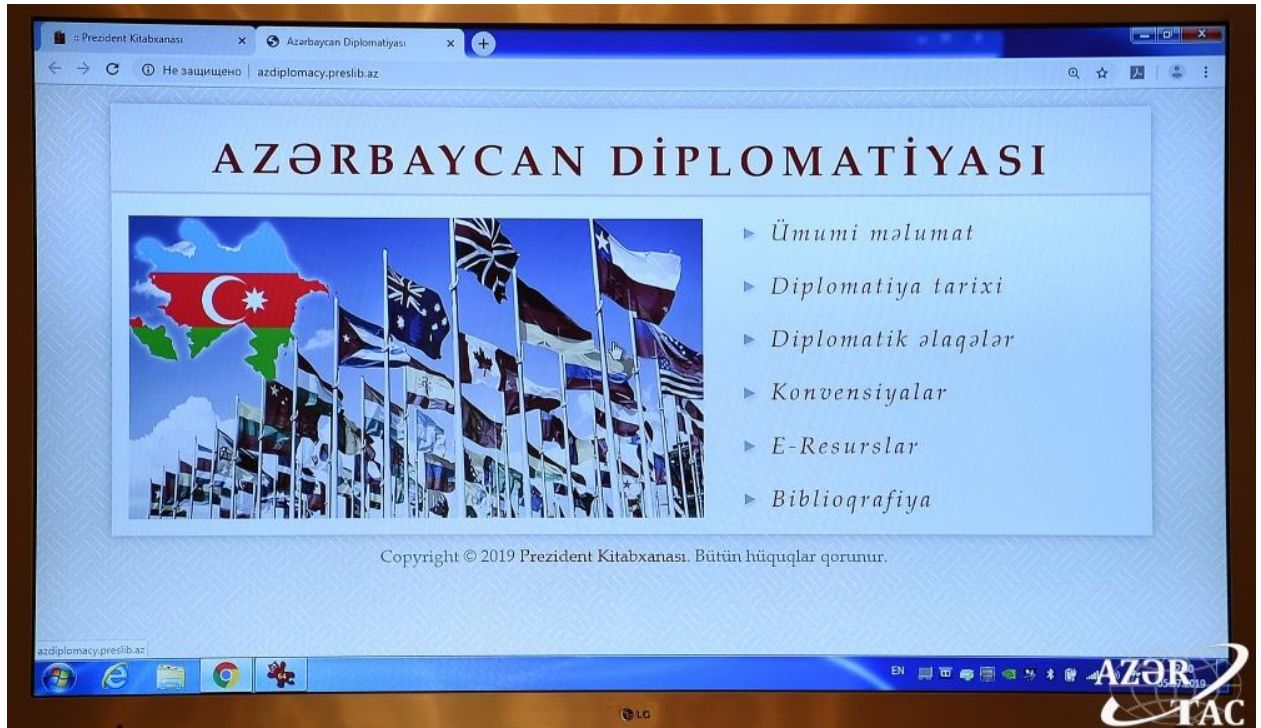 :: Prezident Kitabxanası
Azərbaycan Diplomatiyası
Не защищено azdiplomacy.preslib.az
AZƏRBAYCAN DİPLOMATİYASI
Ümumi məlumat
Diplomatiya tarixi
Diplomatik əlaqələr
Konvensiyalar
E-Resurslar
Biblioqrafiya
Copyright © 2019 Prezident Kitabxanası. Bütün hüquqlar qorunur.
azdiplomacy.preslib.az
EN
AZƏR
TAC
LG